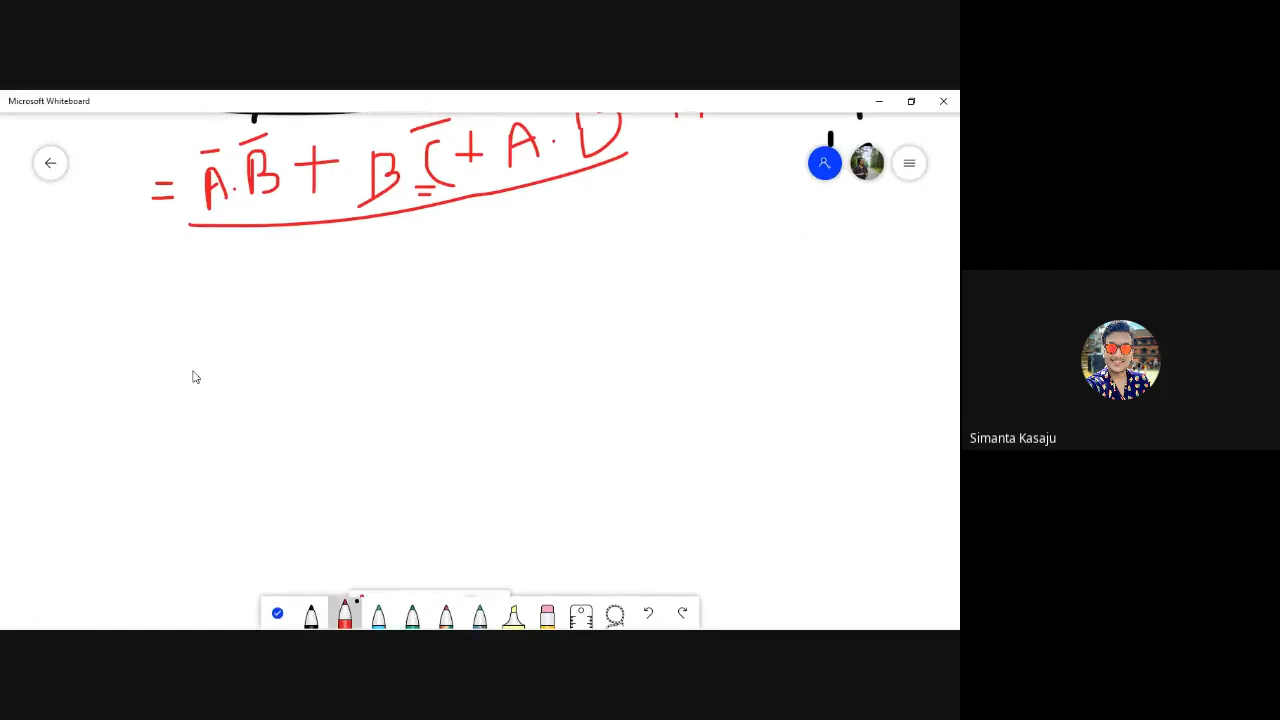 Microsoft Whiteboard
= A̅.B̅ + B C̅ + A.
Simanta Kasaju